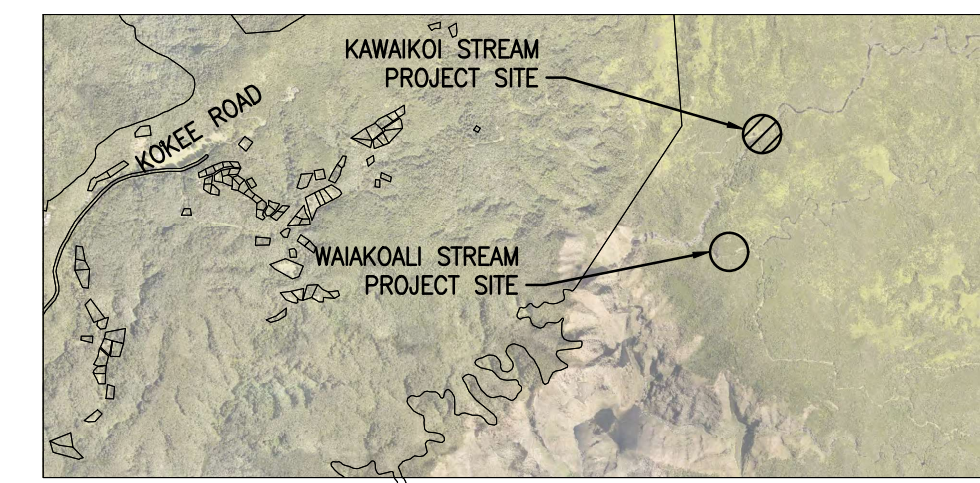 KAWAIKOI STREAM
PROJECT SITE
KOKEE ROAD
WAIAKOALI STREAM
PROJECT SITE